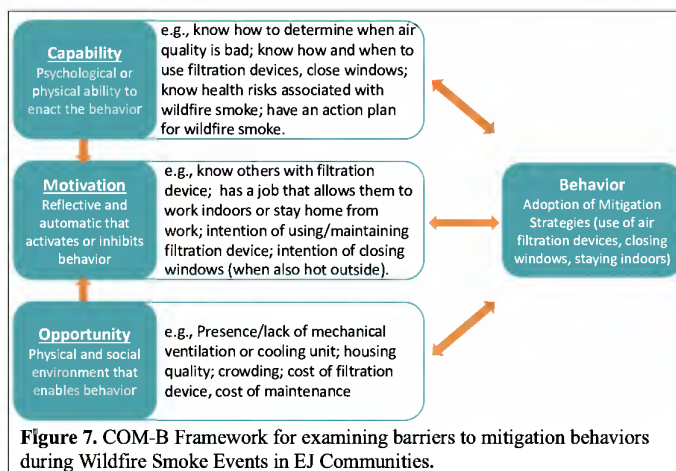 Capability
Psychological or
physical ability to
enact the behavior
e.g., know how to determine when air
quality is bad; know how and when to
use filtration devices, close windows;
know health risks associated with
wildfire smoke; have an action plan
for wildfire smoke.
Motivation
Reflective and
automatic that
activates or inhibits
behavior
e.g., know others with filtration
device; has a job that allows them to
work indoors or stay home from
work; intention of using/maintaining
filtration device; intention of closing
windows (when also hot outside).
Behavior
Adoption of Mitigation
Strategies (use of air
filtration devices, closing
windows, staying indoors)
Opportunity
Physical and social
environment that
enables behavior
e.g., Presence/lack of mechanical
ventilation or cooling unit; housing
quality; crowding; cost of filtration
device, cost of maintenance
Figure 7. COM-B Framework for examining barriers to mitigation behaviors
during Wildfire Smoke Events in EJ Communities.